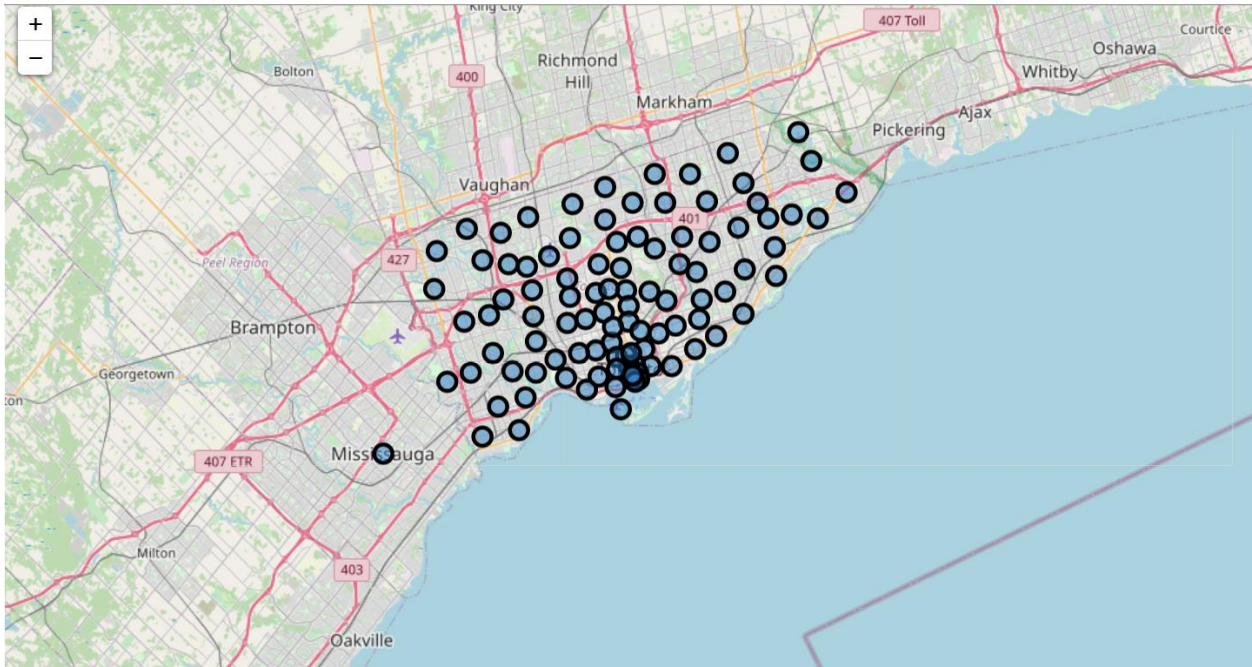 +
−
King City
407 Toll
Courtice
Oshawa
Richmond
Hill
Bolton
400
Whitby
Markham
Ajax
Pickering
Vaughan
401
427
Peel Region
Brampton
Georgetown
Mississauga
407 ETR
Milton
403
Oakville